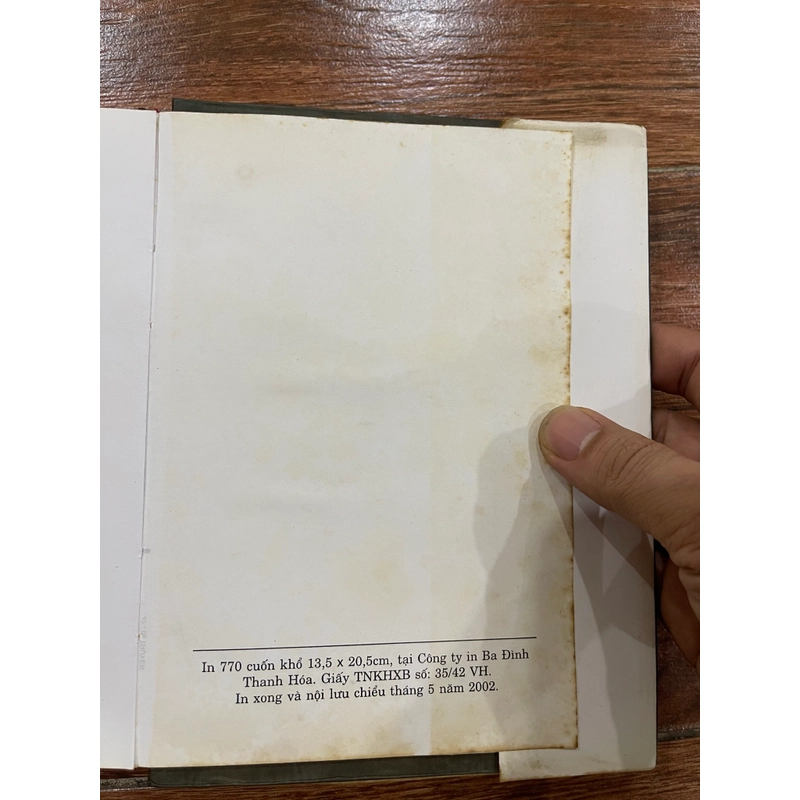 In 770 cuốn khổ 13,5 x 20,5cm, tại Công ty in Ba Đình
Thanh Hóa. Giấy TNKHXB số: 35/42 VH.
In xong và nội lưu chiểu tháng 5 năm 2002.